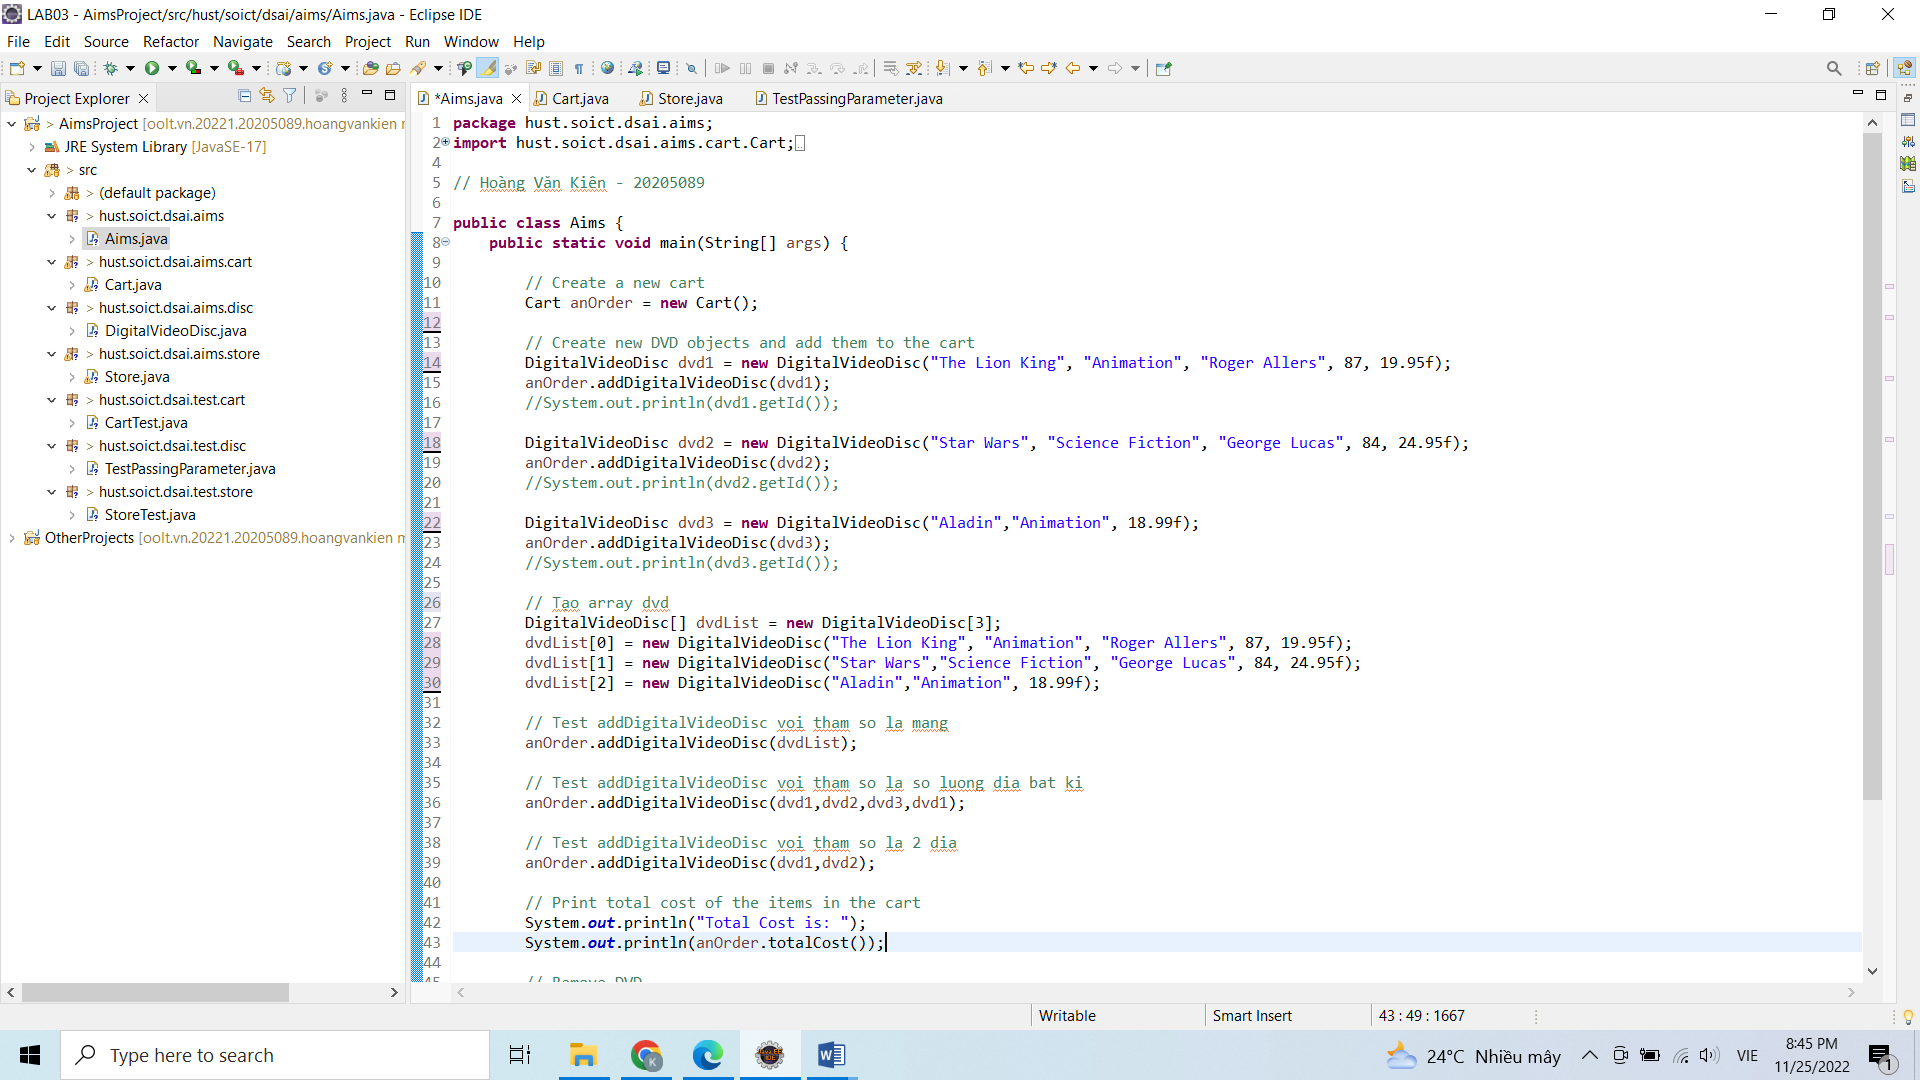 LAB03 - AimsProject/src/hust/soict/dsai/aims/Aims.java - Eclipse IDE
File Edit Source Refactor Navigate Search Project Run Window Help
Project Explorer
*Aims.java Cart.java Store.java TestPassingParameter.java
> AimsProject [oolt.vn.20221.20205089.hoangvankien
JRE System Library [JavaSE-17]
> src
> (default package)
> hust.soict.dsai.aims
Aims.java
> hust.soict.dsai.aims.cart
Cart.java
> hust.soict.dsai.aims.disc
DigitalVideoDisc.java
> hust.soict.dsai.aims.store
Store.java
> hust.soict.dsai.test.cart
CartTest.java
> hust.soict.dsai.test.disc
TestPassingParameter.java
> hust.soict.dsai.test.store
StoreTest.java
OtherProjects [oolt.vn.20221.20205089.hoangvankien
1 package hust.soict.dsai.aims;
2 import hust.soict.dsai.aims.cart.Cart;
4
5 // Hoàng Văn Kiên - 20205089
6
7 public class Aims {
8 public static void main(String[] args) {
9
10 // Create a new cart
11 Cart anOrder = new Cart();
12
13 // Create new DVD objects and add them to the cart
14 DigitalVideoDisc dvd1 = new DigitalVideoDisc("The Lion King", "Animation", "Roger Allers", 87, 19.95f);
15 anOrder.addDigitalVideoDisc(dvd1);
16 //System.out.println(dvd1.getId());
17
18 DigitalVideoDisc dvd2 = new DigitalVideoDisc("Star Wars", "Science Fiction", "George Lucas", 84, 24.95f);
19 anOrder.addDigitalVideoDisc(dvd2);
20 //System.out.println(dvd2.getId());
21
22 DigitalVideoDisc dvd3 = new DigitalVideoDisc("Aladin","Animation", 18.99f);
23 anOrder.addDigitalVideoDisc(dvd3);
24 //System.out.println(dvd3.getId());
25
26 // Tạo array dvd
27 DigitalVideoDisc[] dvdList = new DigitalVideoDisc[3];
28 dvdList[0] = new DigitalVideoDisc("The Lion King", "Animation", "Roger Allers", 87, 19.95f);
29 dvdList[1] = new DigitalVideoDisc("Star Wars","Science Fiction", "George Lucas", 84, 24.95f);
30 dvdList[2] = new DigitalVideoDisc("Aladin","Animation", 18.99f);
31
32 // Test addDigitalVideoDisc voi tham so la mang
33 anOrder.addDigitalVideoDisc(dvdList);
34
35 // Test addDigitalVideoDisc voi tham so la so luong dia bat ki
36 anOrder.addDigitalVideoDisc(dvd1,dvd2,dvd3,dvd1);
37
38 // Test addDigitalVideoDisc voi tham so la 2 dia
39 anOrder.addDigitalVideoDisc(dvd1,dvd2);
40
41 // Print total cost of the items in the cart
42 System.out.println("Total Cost is: ");
43 System.out.println(anOrder.totalCost());
44
45 // Remove DVD
Writable Smart Insert 43 : 49 : 1667
Type here to search
24°C Nhiều mây VIE 8:45 PM
11/25/2022 1